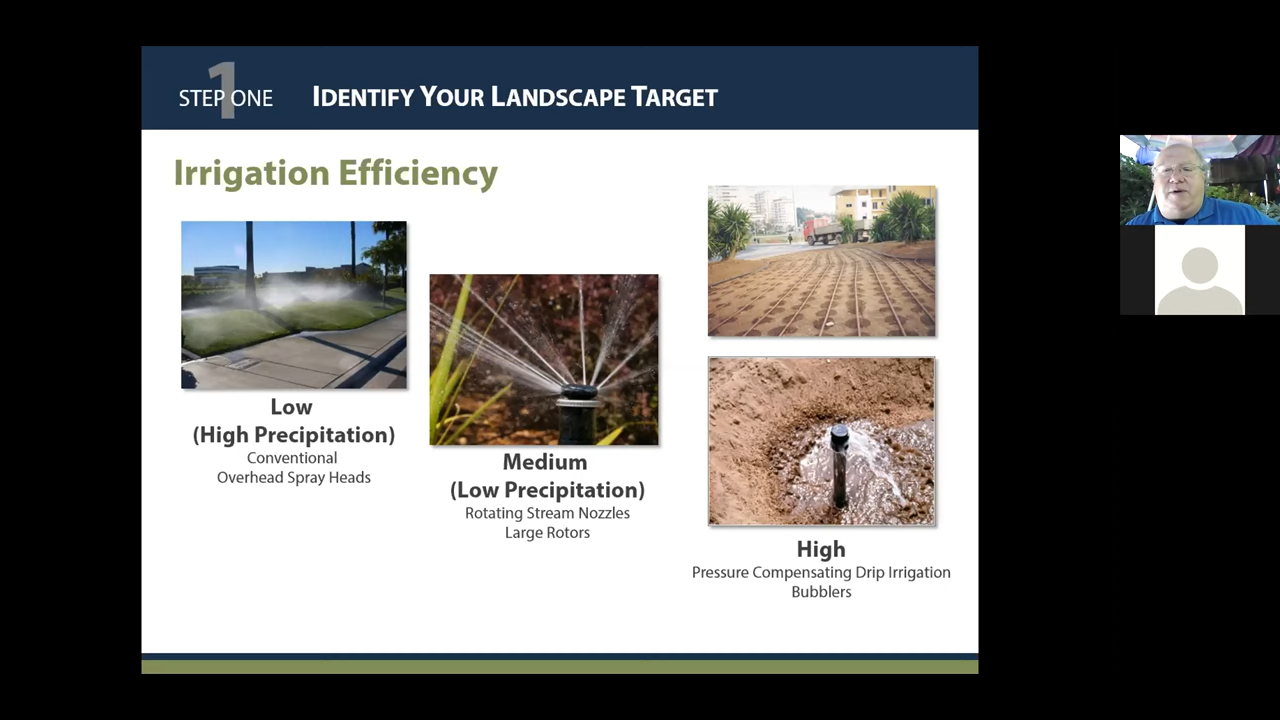 STEP 1 ONE
IDENTIFY YOUR LANDSCAPE TARGET
Irrigation Efficiency
Low
(High Precipitation)
Conventional
Overhead Spray Heads
Medium
(Low Precipitation)
Rotating Stream Nozzles
Large Rotors
High
Pressure Compensating Drip Irrigation
Bubblers